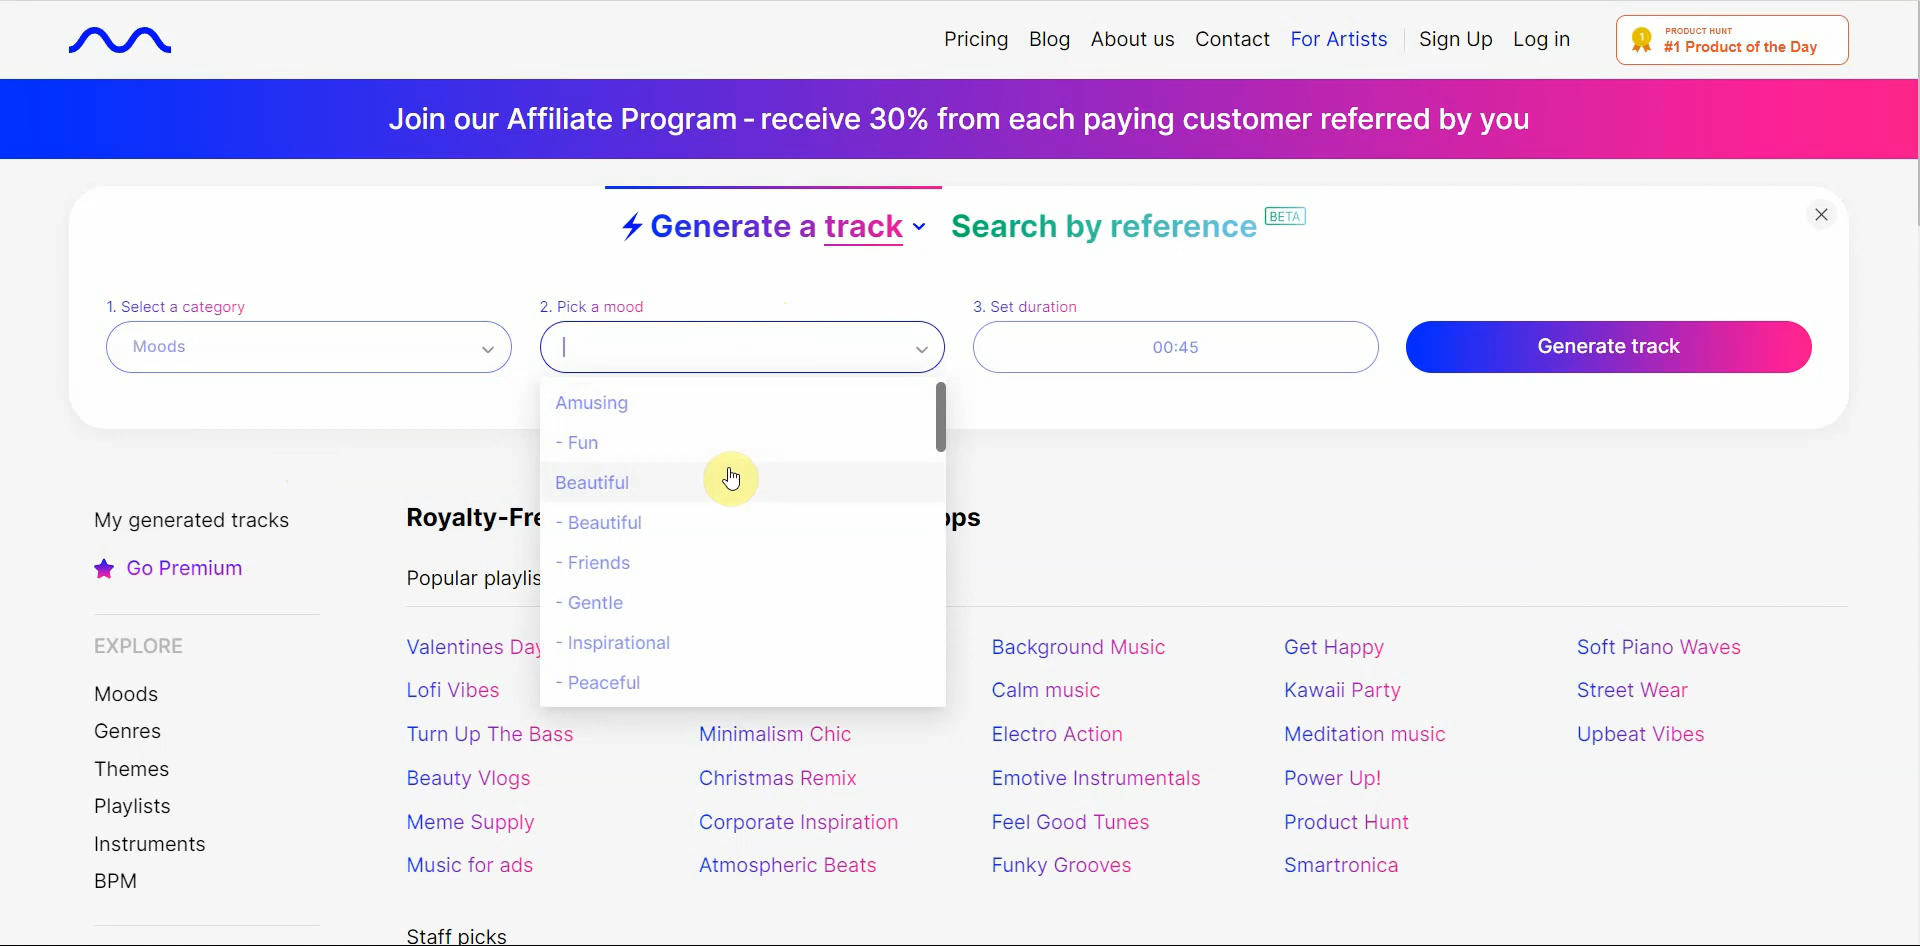 Pricing Blog About us Contact For Artists Sign Up Log in
PRODUCT HUNT
#1 Product of the Day
Join our Affiliate Program - receive 30% from each paying customer referred by you
Generate a track Search by reference BETA
1. Select a category
Moods
2. Pick a mood
3. Set duration
00:45
Generate track
Amusing
- Fun
Beautiful
- Beautiful
- Friends
- Gentle
- Inspirational
- Peaceful
My generated tracks
Go Premium
EXPLORE
Moods
Genres
Themes
Playlists
Instruments
BPM
Popular
Valentines Day
Lofi Vibes
Turn Up The Bass
Beauty Vlogs
Meme Supply
Music for ads
Minimalism Chic
Christmas Remix
Corporate Inspiration
Atmospheric Beats
Background Music
Calm music
Electro Action
Emotive Instrumentals
Feel Good Tunes
Funky Grooves
Get Happy
Kawaii Party
Meditation music
Power Up!
Product Hunt
Smartronica
Soft Piano Waves
Street Wear
Upbeat Vibes
Staff picks